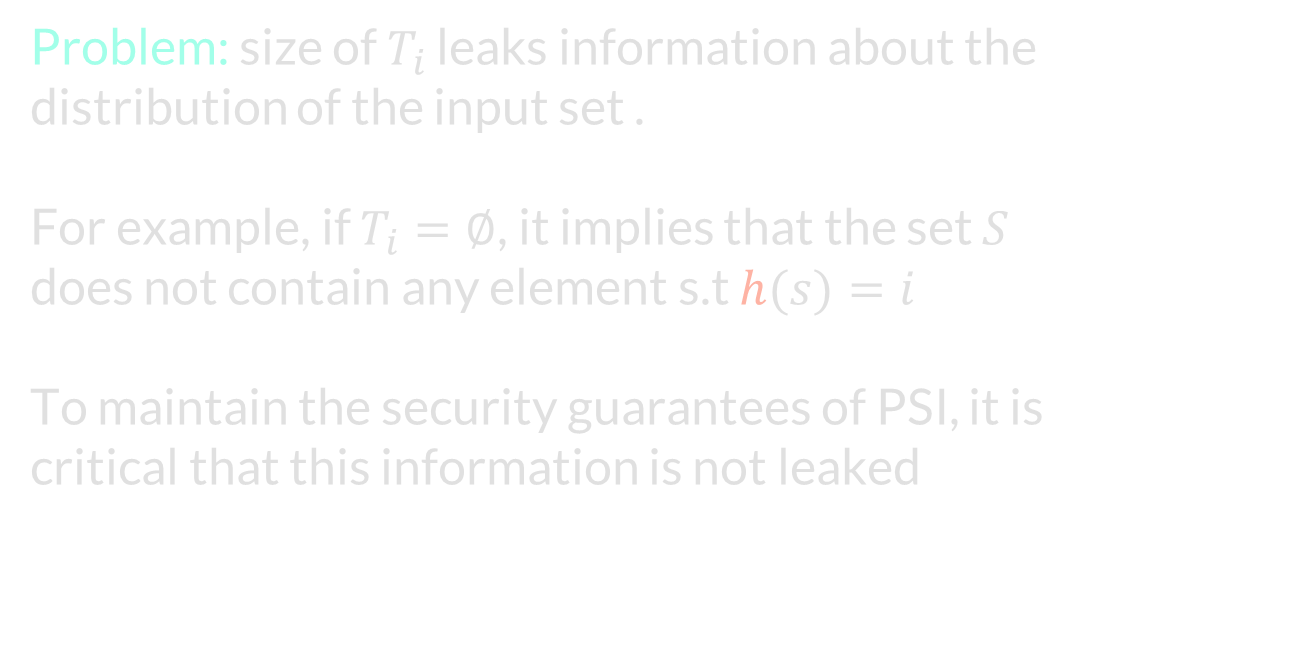 Problem: size of 𝑇ᵢ leaks information about the
distribution of the input set .
For example, if 𝑇ᵢ = ∅, it implies that the set 𝑆
does not contain any element s.t ℎ(𝑠) = 𝑖
To maintain the security guarantees of PSI, it is
critical that this information is not leaked